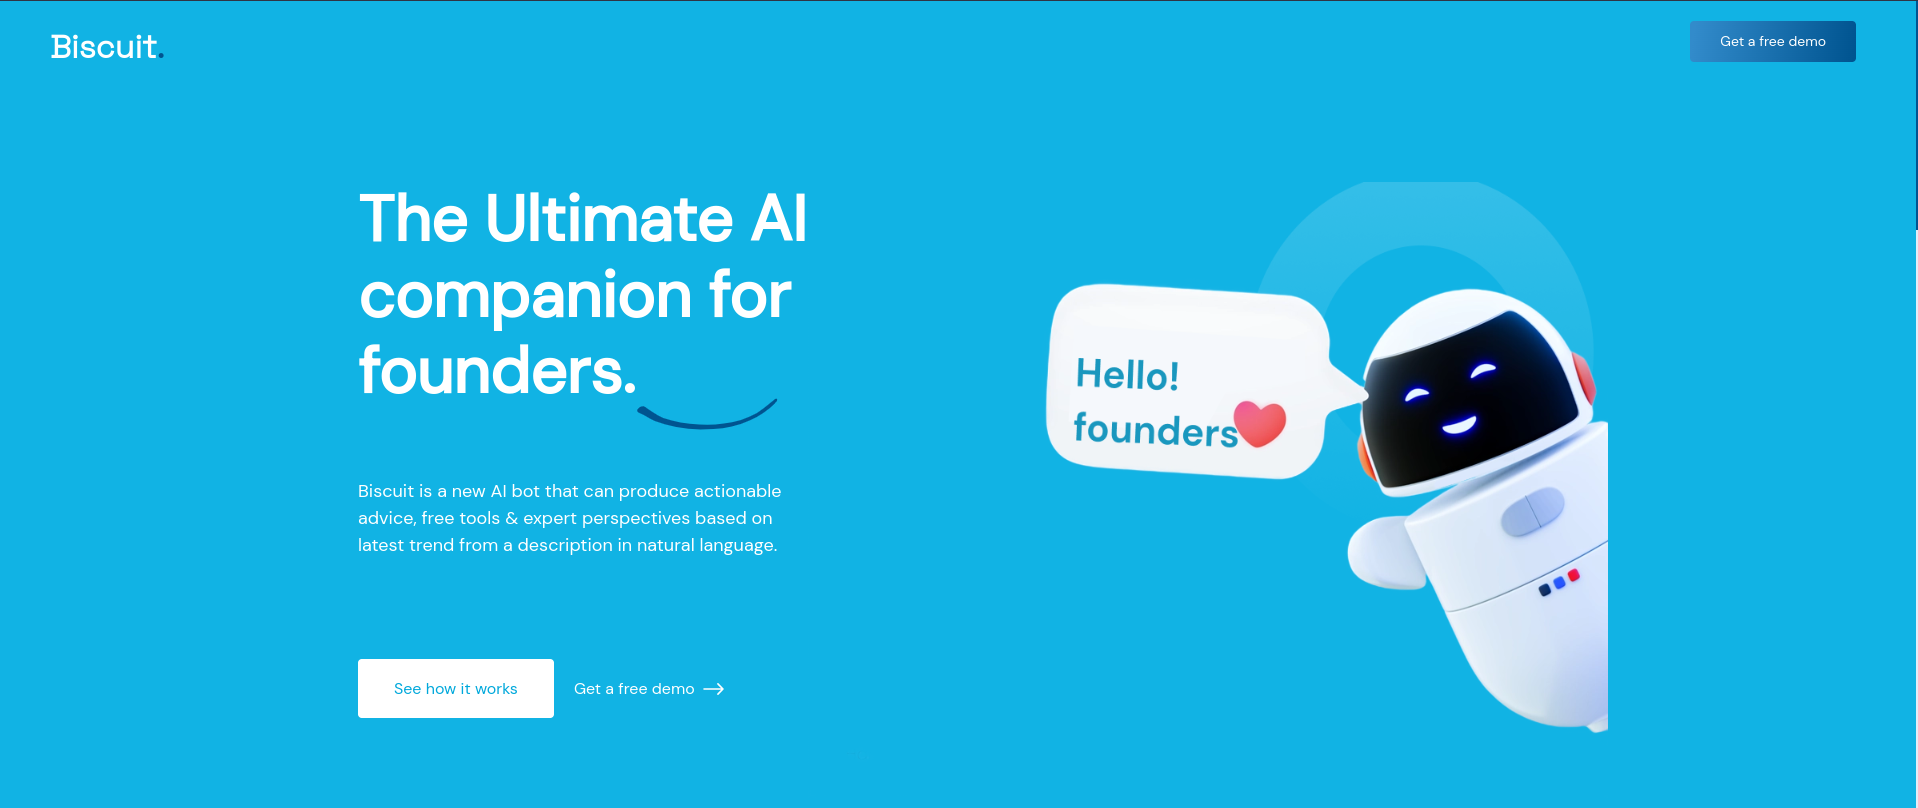 Biscuit.
Get a free demo
The Ultimate AI
companion for
founders.
Biscuit is a new AI bot that can produce actionable
advice, free tools & expert perspectives based on
latest trend from a description in natural language.
See how it works
Get a free demo
Hello!
founders